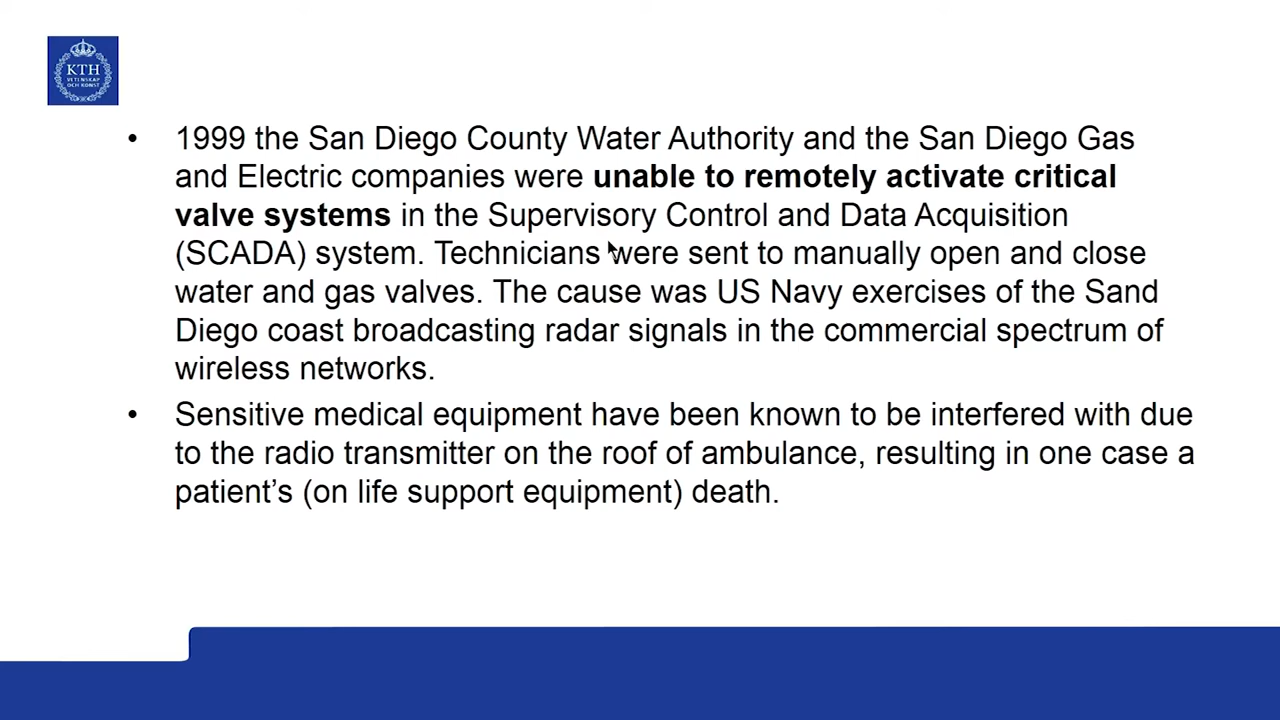 KTH
VETENSKAP
OCH KONST
• 1999 the San Diego County Water Authority and the San Diego Gas
and Electric companies were unable to remotely activate critical
valve systems in the Supervisory Control and Data Acquisition
(SCADA) system. Technicians were sent to manually open and close
water and gas valves. The cause was US Navy exercises of the Sand
Diego coast broadcasting radar signals in the commercial spectrum of
wireless networks.
• Sensitive medical equipment have been known to be interfered with due
to the radio transmitter on the roof of ambulance, resulting in one case a
patient’s (on life support equipment) death.